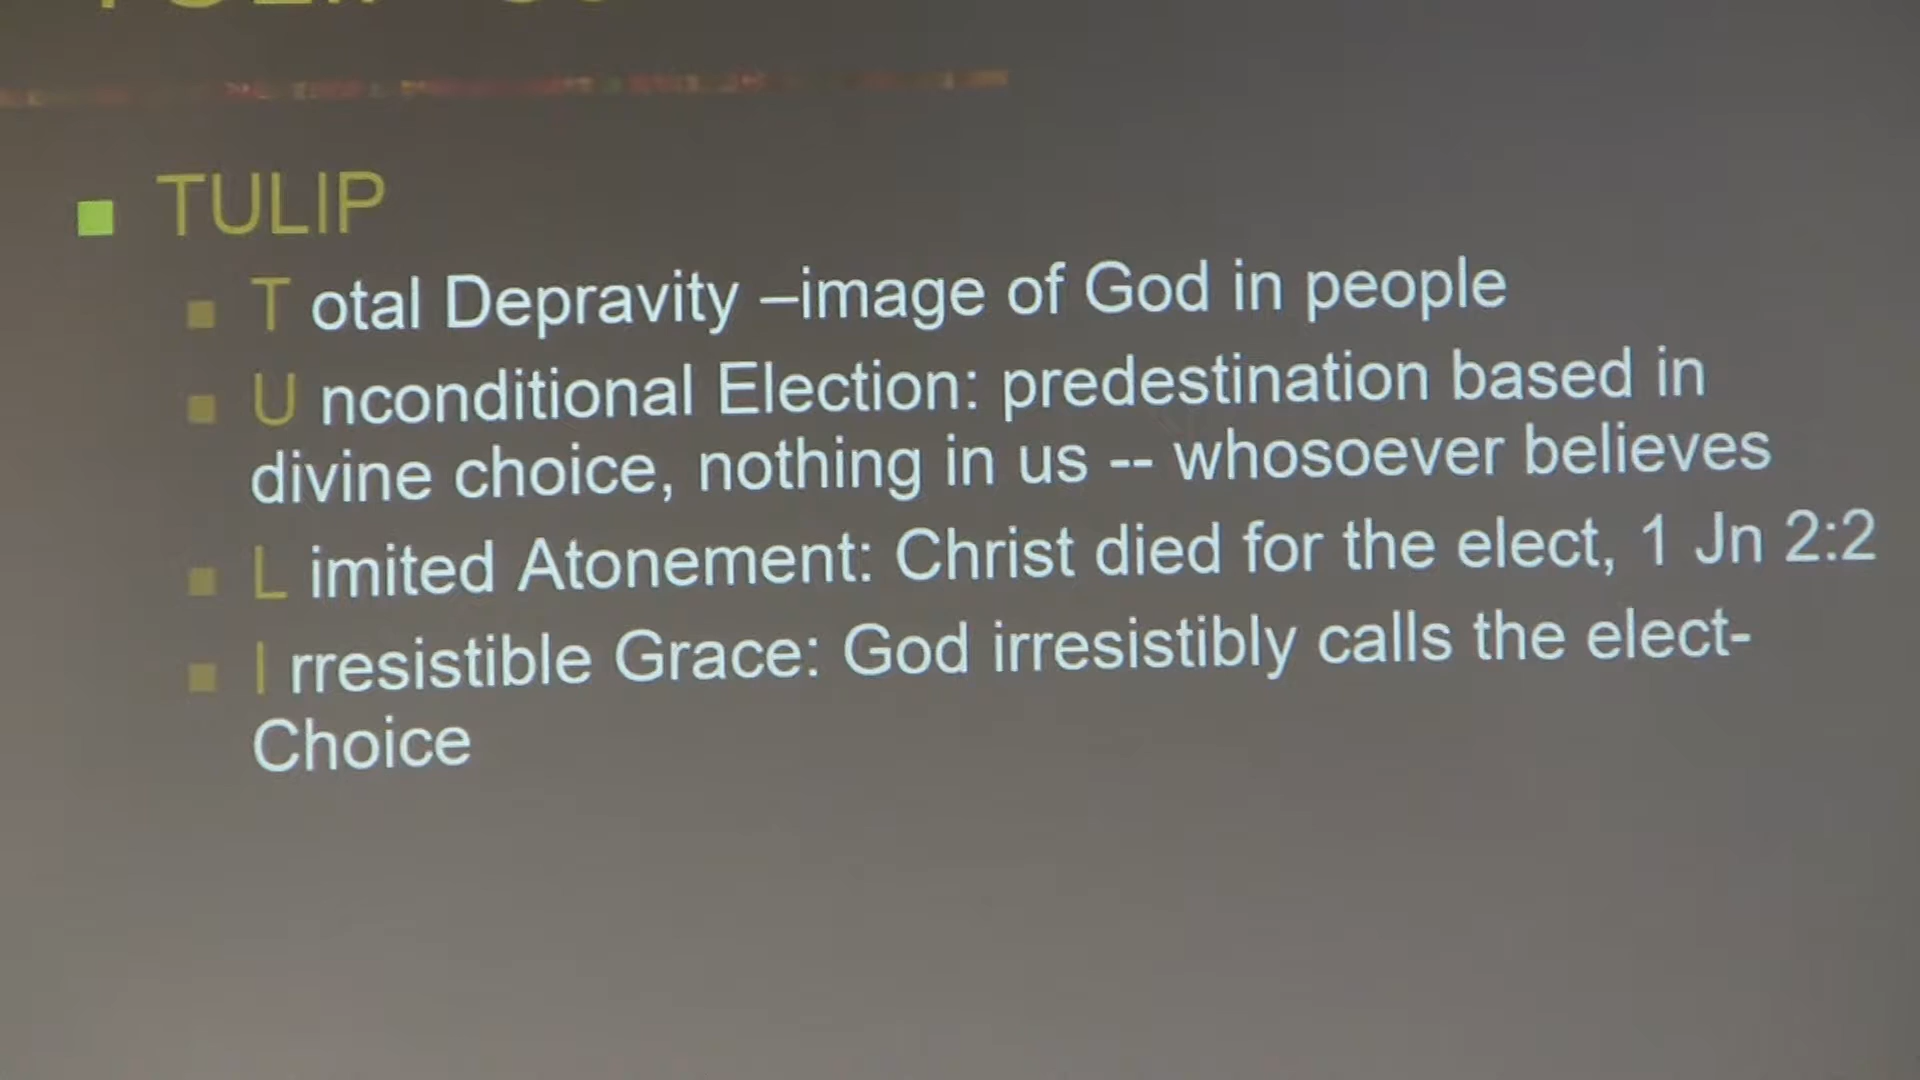 TULIP
T otal Depravity –image of God in people
U nconditional Election: predestination based in
divine choice, nothing in us -- whosoever believes
L imited Atonement: Christ died for the elect, 1 Jn 2:2
I rresistible Grace: God irresistibly calls the elect-
Choice